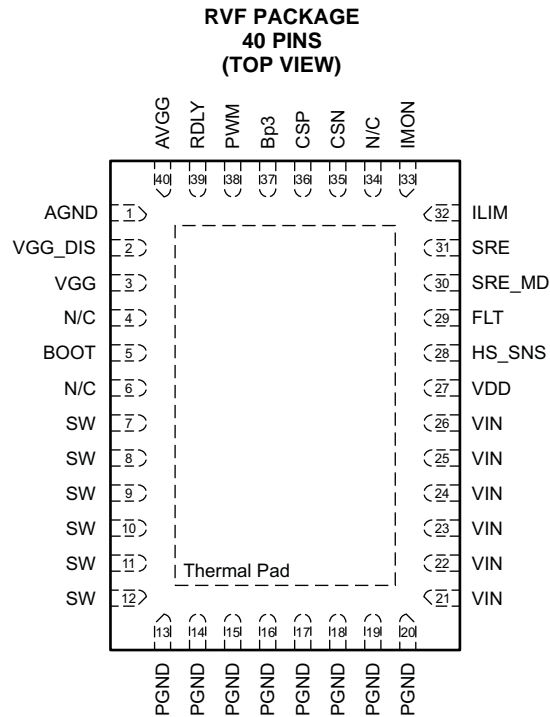 RVF PACKAGE
40 PINS
(TOP VIEW)
AVGG
RDLY
PWM
Bp3
CSP
CSN
N/C
IMON
40
39
38
37
36
35
34
33
AGND 1
VGG_DIS 2
VGG 3
N/C 4
BOOT 5
N/C 6
SW 7
SW 8
SW 9
SW 10
SW 11
SW 12
32 ILIM
31 SRE
30 SRE_MD
29 FLT
28 HS_SNS
27 VDD
26 VIN
25 VIN
24 VIN
23 VIN
22 VIN
21 VIN
Thermal Pad
13
14
15
16
17
18
19
20
PGND
PGND
PGND
PGND
PGND
PGND
PGND
PGND